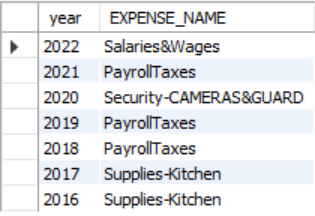 year EXPENSE_NAME
2022 Salaries&Wages
2021 PayrollTaxes
2020 Security-CAMERAS&GUARD
2019 PayrollTaxes
2018 PayrollTaxes
2017 Supplies-Kitchen
2016 Supplies-Kitchen